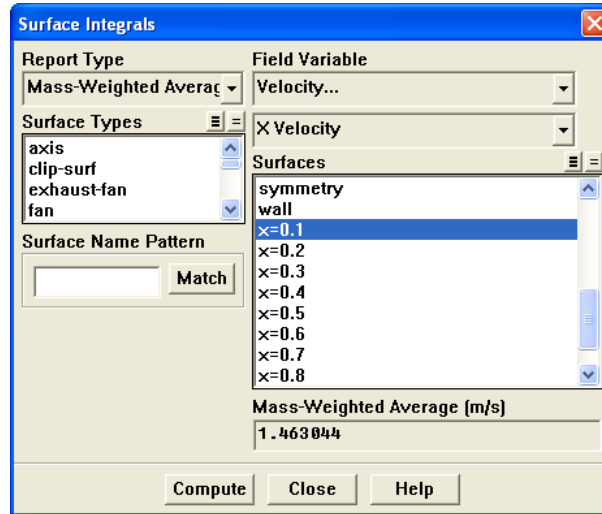 Surface Integrals
Report Type
Mass-Weighted Averag
Surface Types
axis
clip-surf
exhaust-fan
fan
Surface Name Pattern
Match
Field Variable
Velocity...
X Velocity
Surfaces
symmetry
wall
x=0.1
x=0.2
x=0.3
x=0.4
x=0.5
x=0.6
x=0.7
x=0.8
Mass-Weighted Average (m/s)
1.463044
Compute
Close
Help